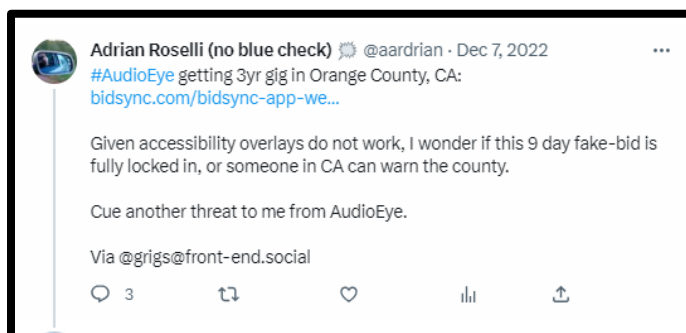 Adrian Roselli (no blue check) @aardrian · Dec 7, 2022
#AudioEye getting 3yr gig in Orange County, CA:
bidsync.com/bidsync-app-we...
Given accessibility overlays do not work, I wonder if this 9 day fake-bid is
fully locked in, or someone in CA can warn the county.
Cue another threat to me from AudioEye.
Via @grigs@front-end.social
3